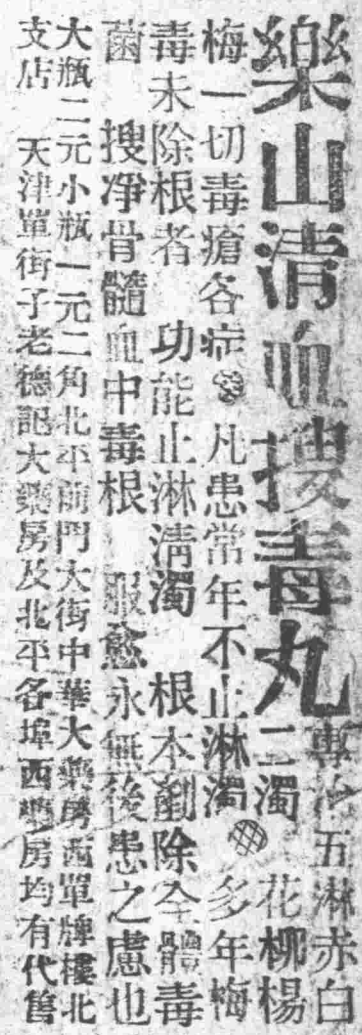 樂山清血搜毒丸
專治五淋赤白
二濁 花柳楊
梅一切毒瘡各症 凡患常年不止淋濁 多年梅
毒未除根者 功能止淋清濁 根本剷除全體毒
菌 搜凈骨髓血中毒根 服愈永無後患之慮也
大瓶二元小瓶一元二角北平前門大街中華大藥房西單牌樓北
支店 天津單街子老德記大藥房及北平各埠西藥房均有代售